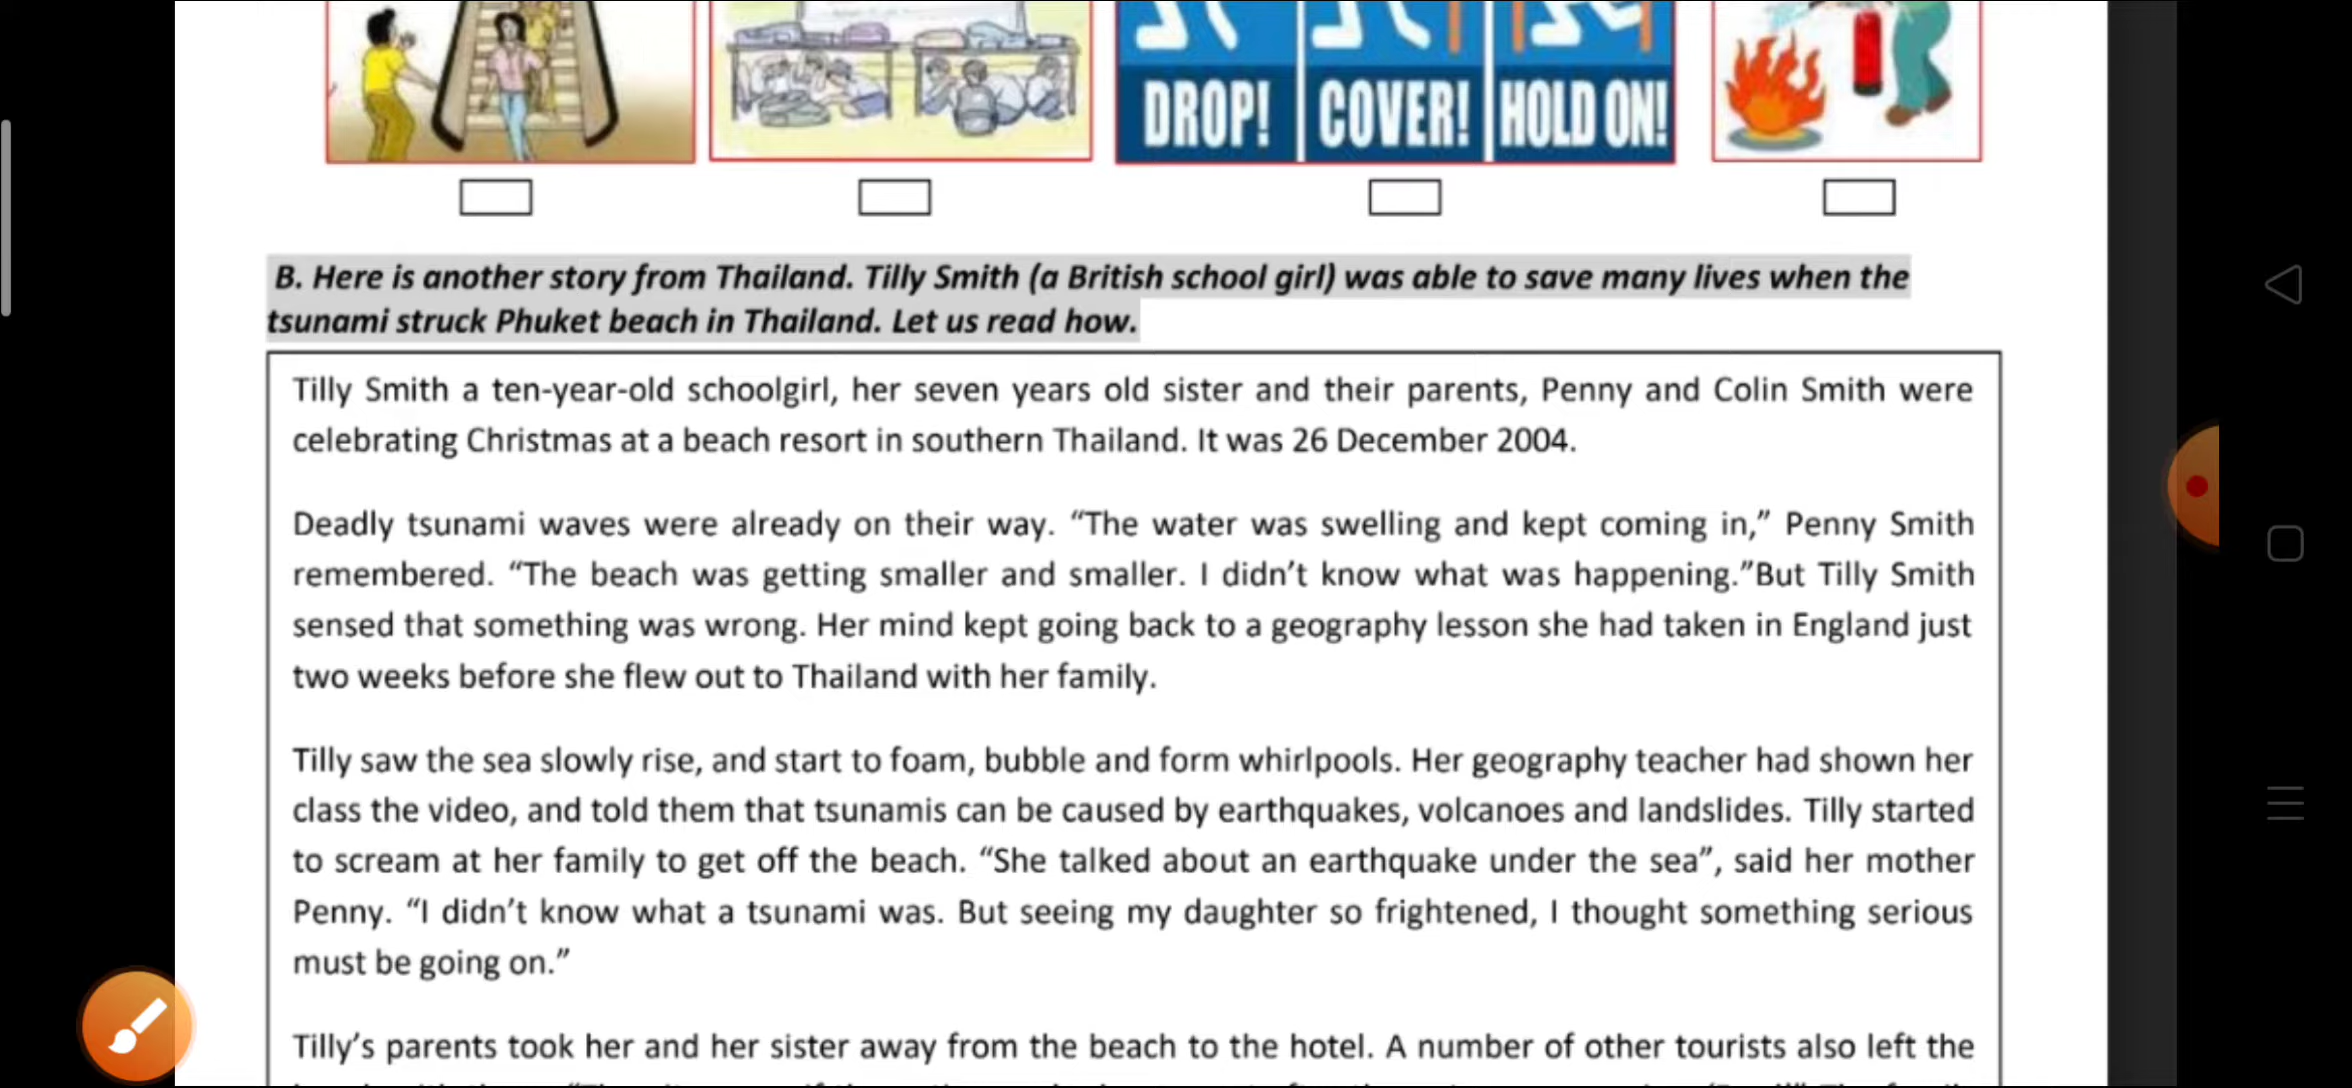 DROP! COVER! HOLD ON!
B. Here is another story from Thailand. Tilly Smith (a British school girl) was able to save many lives when the
tsunami struck Phuket beach in Thailand. Let us read how.
Tilly Smith a ten-year-old schoolgirl, her seven years old sister and their parents, Penny and Colin Smith were
celebrating Christmas at a beach resort in southern Thailand. It was 26 December 2004.
Deadly tsunami waves were already on their way. “The water was swelling and kept coming in,” Penny Smith
remembered. “The beach was getting smaller and smaller. I didn’t know what was happening.”But Tilly Smith
sensed that something was wrong. Her mind kept going back to a geography lesson she had taken in England just
two weeks before she flew out to Thailand with her family.
Tilly saw the sea slowly rise, and start to foam, bubble and form whirlpools. Her geography teacher had shown her
class the video, and told them that tsunamis can be caused by earthquakes, volcanoes and landslides. Tilly started
to scream at her family to get off the beach. “She talked about an earthquake under the sea”, said her mother
Penny. “I didn’t know what a tsunami was. But seeing my daughter so frightened, I thought something serious
must be going on.”
Tilly’s parents took her and her sister away from the beach to the hotel. A number of other tourists also left the